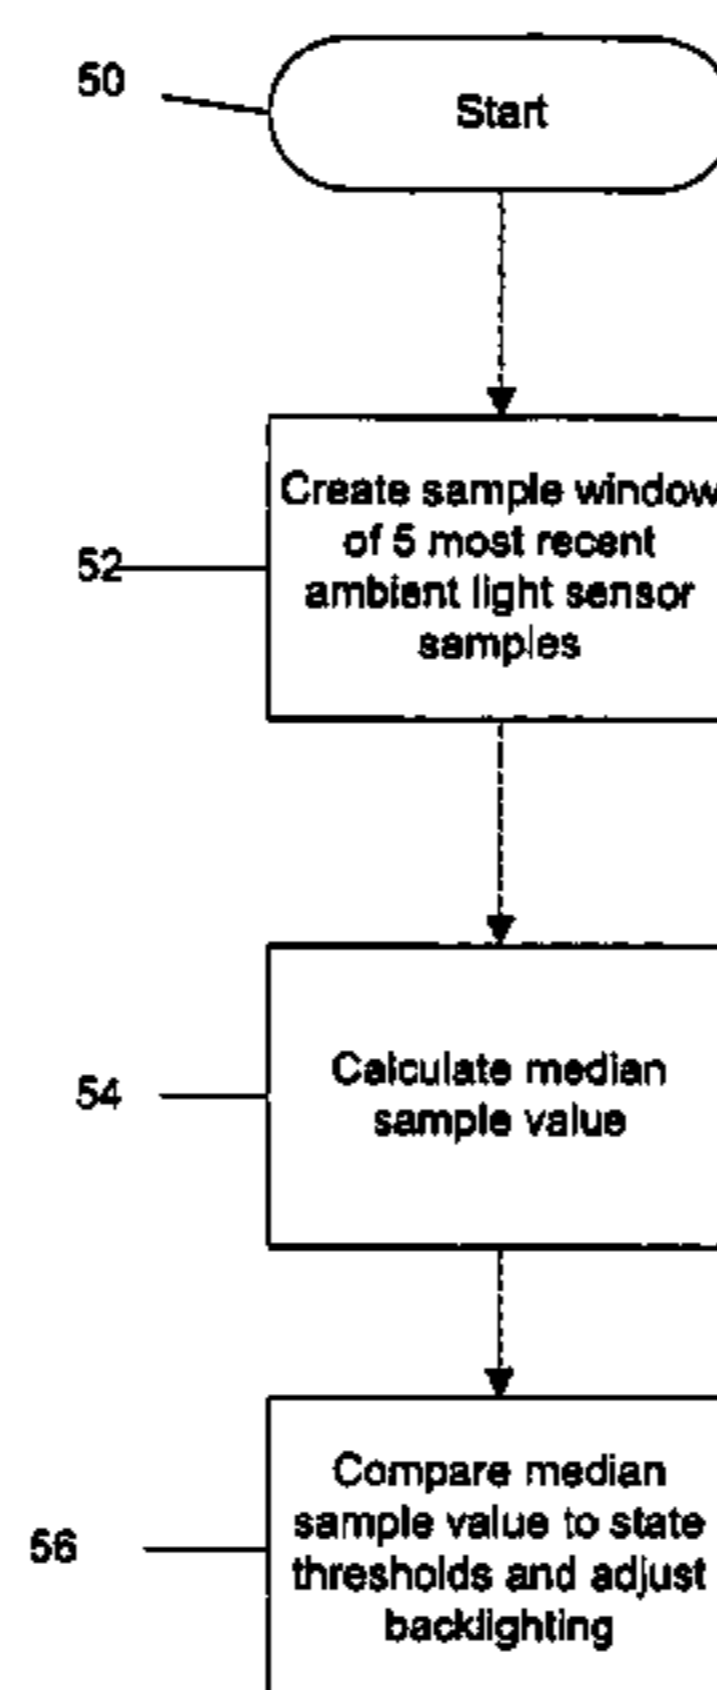 50
Start
52
Create sample window
of 5 most recent
ambient light sensor
samples
54
Calculate median
sample value
56
Compare median
sample value to state
thresholds and adjust
backlighting